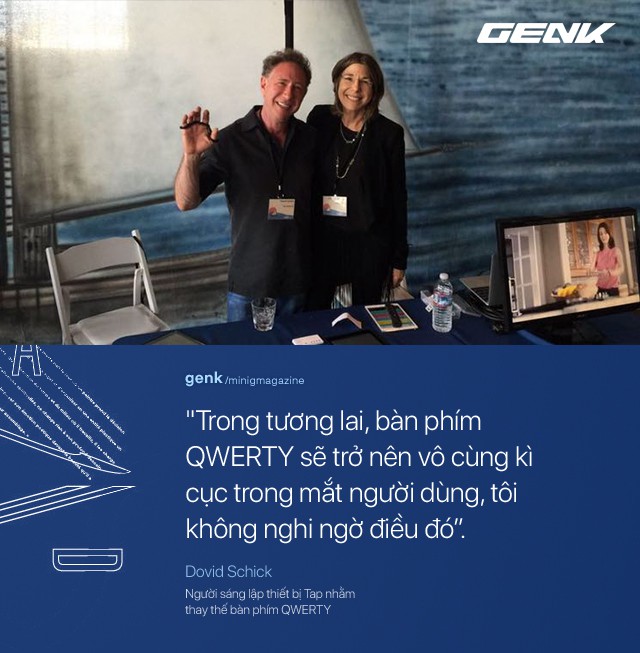 GENK
genk/minigmagazine
"Trong tương lai, bàn phím
QWERTY sẽ trở nên vô cùng kì
cục trong mắt người dùng, tôi
không nghi ngờ điều đó”.
Dovid Schick
Người sáng lập thiết bị Tap nhằm
thay thế bàn phím QWERTY